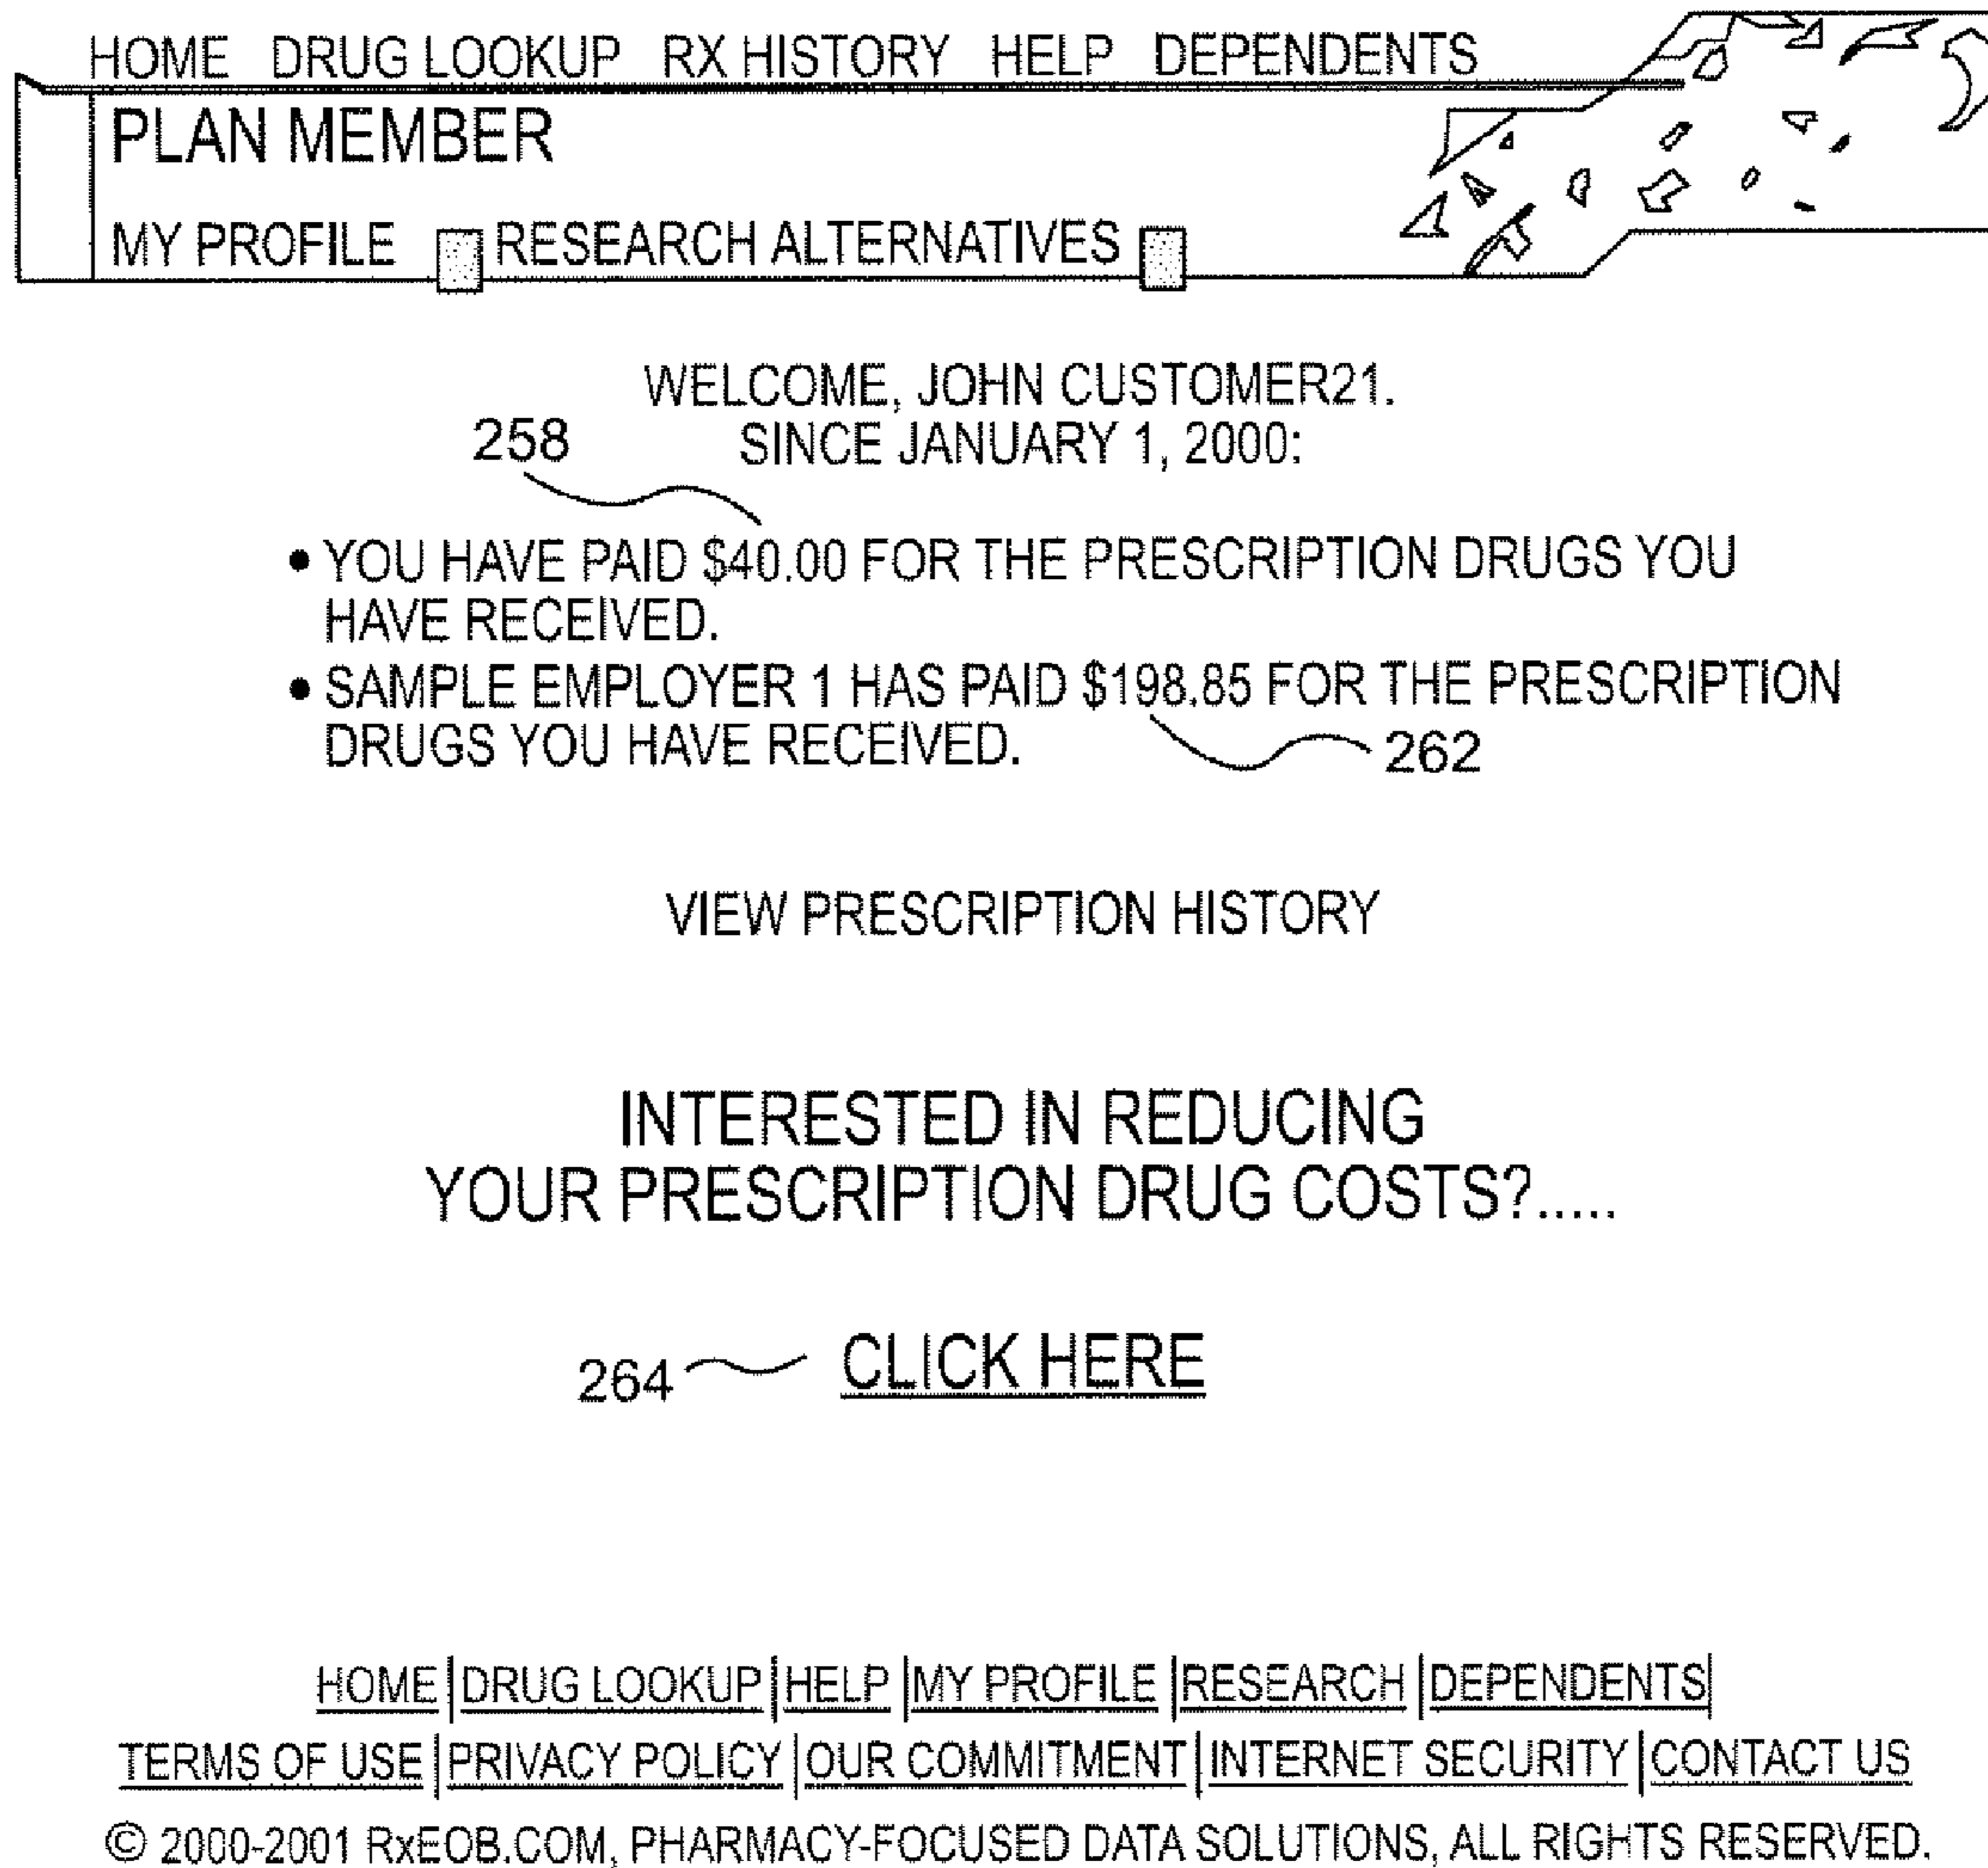 HOME DRUG LOOKUP RX HISTORY HELP DEPENDENTS
PLAN MEMBER
MY PROFILE RESEARCH ALTERNATIVES
WELCOME, JOHN CUSTOMER21.
258 SINCE JANUARY 1, 2000:
• YOU HAVE PAID $40.00 FOR THE PRESCRIPTION DRUGS YOU
HAVE RECEIVED.
• SAMPLE EMPLOYER 1 HAS PAID $198.85 FOR THE PRESCRIPTION
DRUGS YOU HAVE RECEIVED. 262
VIEW PRESCRIPTION HISTORY
INTERESTED IN REDUCING
YOUR PRESCRIPTION DRUG COSTS?.....
264 CLICK HERE
HOME|DRUG LOOKUP|HELP|MY PROFILE|RESEARCH|DEPENDENTS|
TERMS OF USE|PRIVACY POLICY|OUR COMMITMENT|INTERNET SECURITY|CONTACT US
© 2000-2001 RxEOB.COM, PHARMACY-FOCUSED DATA SOLUTIONS, ALL RIGHTS RESERVED.